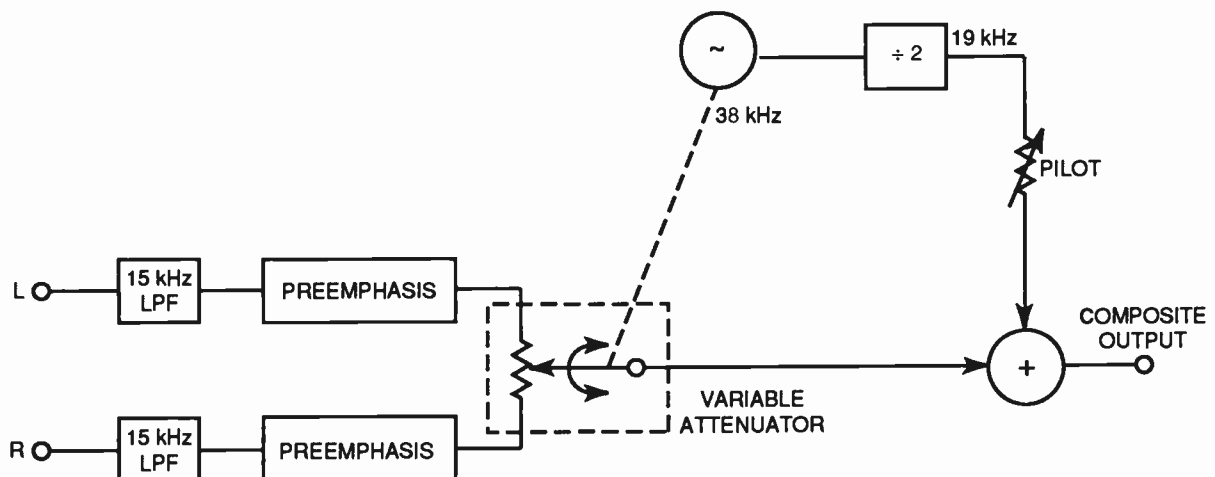 ~
÷ 2
19 kHz
38 kHz
PILOT
L
15 kHz
LPF
PREEMPHASIS
COMPOSITE
OUTPUT
+
VARIABLE
ATTENUATOR
R
15 kHz
LPF
PREEMPHASIS